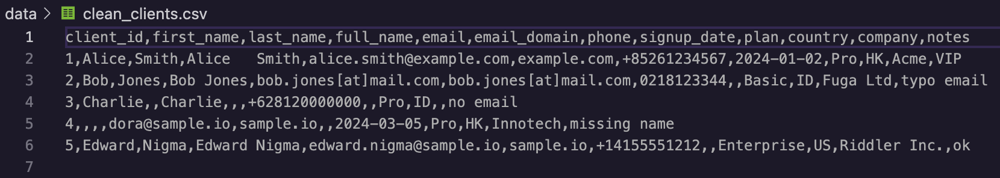 data > clean_clients.csv
1 client_id,first_name,last_name,full_name,email,email_domain,phone,signup_date,plan,country,company,notes
2 1,Alice,Smith,Alice   Smith,alice.smith@example.com,example.com,+85261234567,2024-01-02,Pro,HK,Acme,VIP
3 2,Bob,Jones,Bob Jones,bob.jones[at]mail.com,bob.jones[at]mail.com,0218123344,,Basic,ID,Fuga Ltd,typo email
4 3,Charlie,,Charlie,,,+628120000000,,Pro,ID,,no email
5 4,,,,dora@sample.io,sample.io,,2024-03-05,Pro,HK,Innotech,missing name
6 5,Edward,Nigma,Edward Nigma,edward.nigma@sample.io,sample.io,+14155551212,,Enterprise,US,Riddler Inc.,ok
7